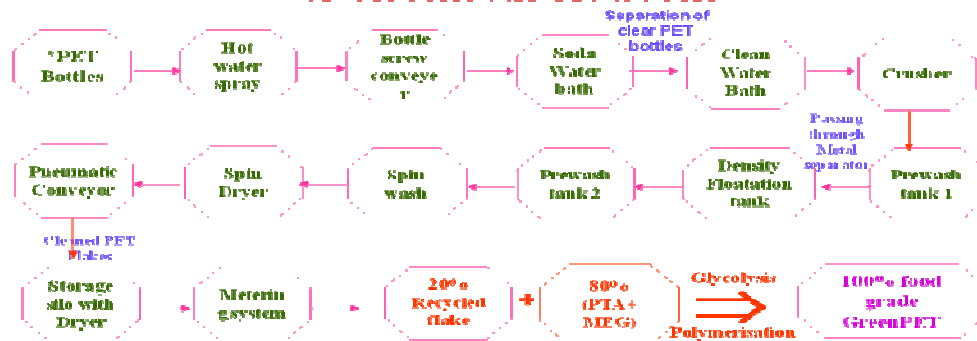 *PET
Bottles
Hot
water
spray
Bottle
screw
conveye
r
Soda
Water
bath
Separation of
clear PET
bottles
Clean
Water
Bath
Crusher
Passing
through
Metal
separator
Prewash
tank 1
Density
Floatation
tank
Prewash
tank 2
Spin
wash
Spin
Dryer
Pneumatic
Conveyor
Cleaned PET
flakes
Storage
silo with
Dryer
Meterin
gsystem
20%
Recycled
flake
+
80%
(PTA+
MEG)
Glycolysis
Polymerisation
100% food
grade
GreenPET